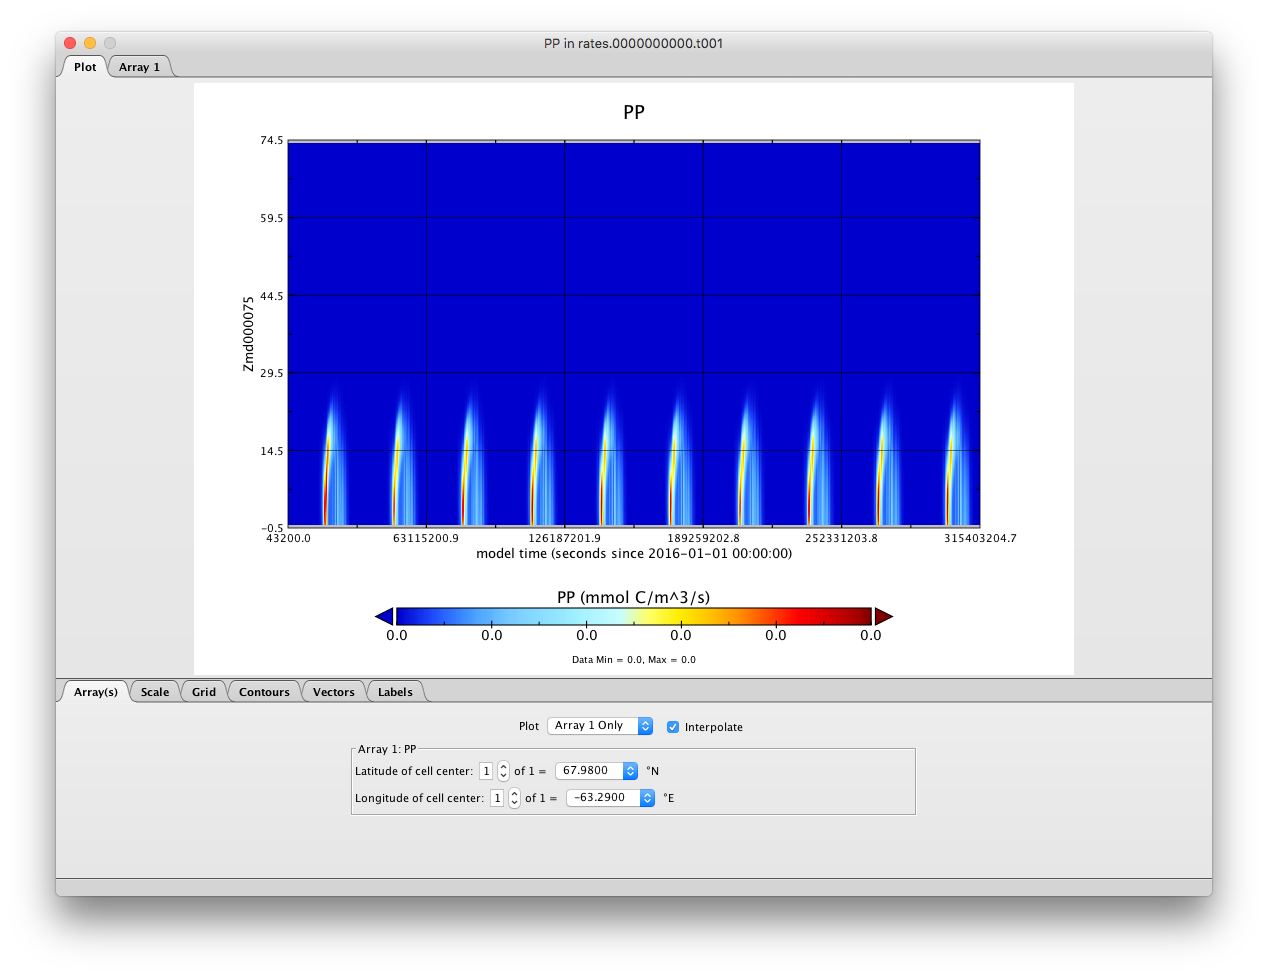 PP in rates.0000000000.t001
Plot Array 1
PP
74.5
59.5
44.5
29.5
14.5
−0.5
Zmd000075
43200.0 63115200.9 126187201.9 189259202.8 252331203.8 315403204.7
model time (seconds since 2016−01−01 00:00:00)
PP (mmol C/m^3/s)
0.0 0.0 0.0 0.0 0.0 0.0
Data Min = 0.0, Max = 0.0
Array(s) Scale Grid Contours Vectors Labels
Plot Array 1 Only Interpolate
Array 1: PP
Latitude of cell center: 1 of 1 = 67.9800 °N
Longitude of cell center: 1 of 1 = −63.2900 °E